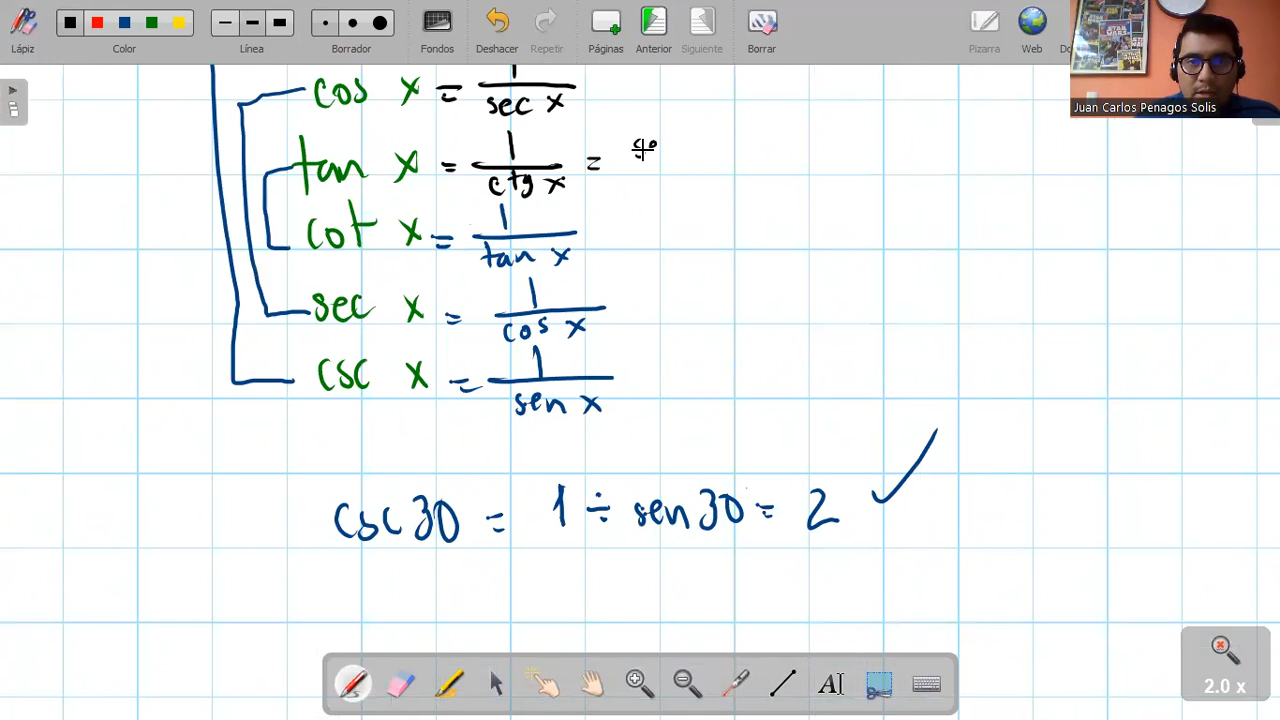 Lápiz Color Línea Borrador Fondos Deshacer Repetir Páginas Anterior Siguiente Borrar Pizarra Web
Juan Carlos Penagos Solis
cos x = 1/sec x
tan x = 1/ctg x =
cot x = 1/tan x
sec x = 1/cos x
csc x = 1/sen x
csc 30 = 1 ÷ sen 30 = 2 ✓
AI
2.0 x